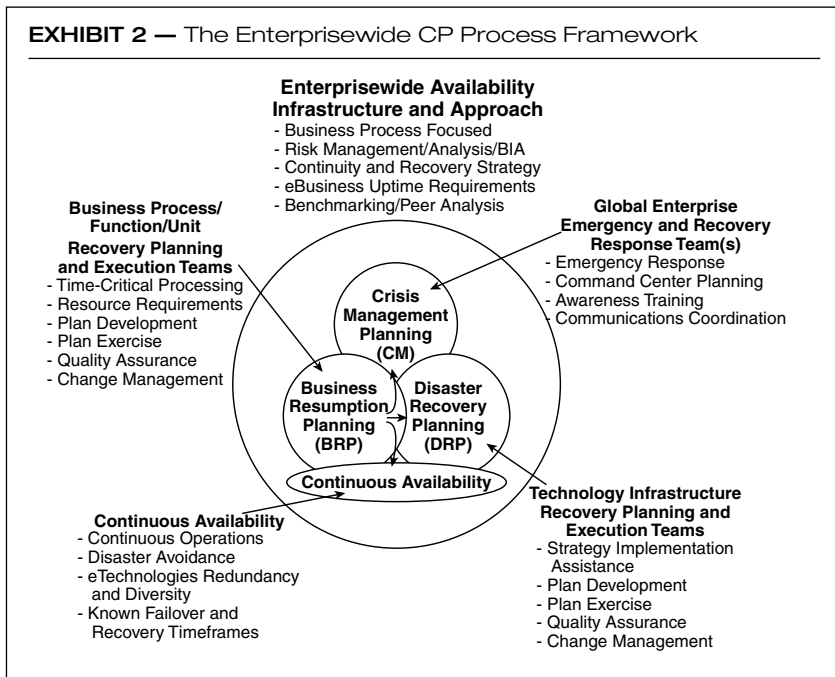 EXHIBIT 2 — The Enterprisewide CP Process Framework
Enterprisewide Availability
Infrastructure and Approach
- Business Process Focused
- Risk Management/Analysis/BIA
- Continuity and Recovery Strategy
- eBusiness Uptime Requirements
- Benchmarking/Peer Analysis
Business Process/
Function/Unit
Recovery Planning
and Execution Teams
- Time-Critical Processing
- Resource Requirements
- Plan Development
- Plan Exercise
- Quality Assurance
- Change Management
Global Enterprise
Emergency and Recovery
Response Team(s)
- Emergency Response
- Command Center Planning
- Awareness Training
- Communications Coordination
Crisis
Management
Planning
(CM)
Business
Resumption
Planning
(BRP)
Disaster
Recovery
Planning
(DRP)
Continuous Availability
Continuous Availability
- Continuous Operations
- Disaster Avoidance
- eTechnologies Redundancy
and Diversity
- Known Failover and
Recovery Timeframes
Technology Infrastructure
Recovery Planning and
Execution Teams
- Strategy Implementation
Assistance
- Plan Development
- Plan Exercise
- Quality Assurance
- Change Management